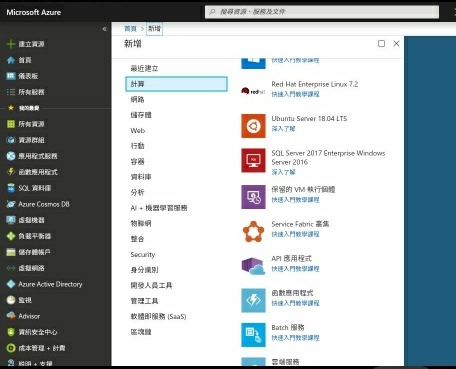 Microsoft Azure
搜尋資源、服務及文件
建立資源
首頁
儀表板
所有服務
我的最愛
所有資源
資源群組
應用程式服務
函數應用程式
SQL 資料庫
Azure Cosmos DB
虛擬機器
負載平衡器
儲存體帳戶
虛擬網路
Azure Active Directory
監視
Advisor
資訊安全中心
成本管理 + 計費
說明 + 支援
首頁 > 新增
新增
最近建立
計算
網路
儲存體
Web
行動
容器
資料庫
分析
AI + 機器學習服務
物聯網
整合
Security
身分識別
開發人員工具
管理工具
軟體即服務 (SaaS)
區塊鏈
快速入門教學課程
redhat
Red Hat Enterprise Linux 7.2
快速入門教學課程
Ubuntu Server 18.04 LTS
深入了解
SQL Server 2017 Enterprise Windows
Server 2016
深入了解
保留的 VM 執行個體
快速入門教學課程
Service Fabric 叢集
快速入門教學課程
API 應用程式
快速入門教學課程
函數應用程式
快速入門教學課程
Batch 服務
快速入門教學課程
雲端服務